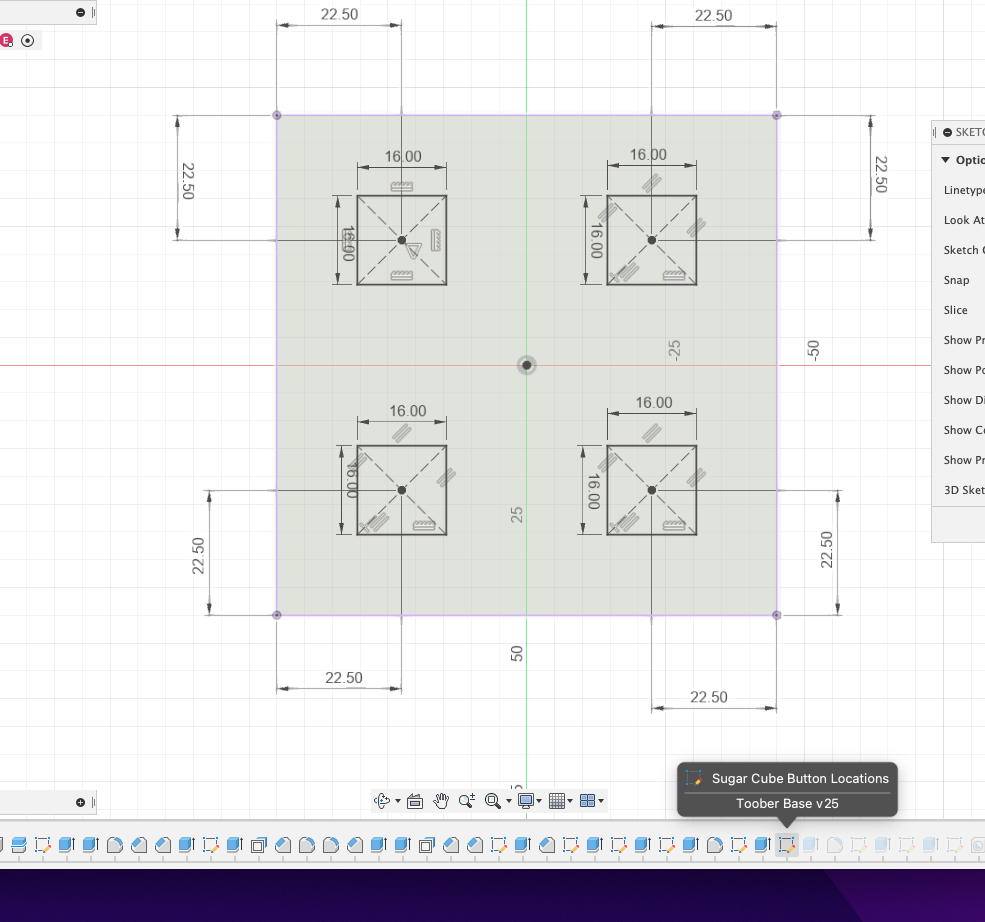 22.50
22.50
E
SKET
16.00
16.00
Optio
22.50
22.50
Linetype
Look At
16.00
16.00
Sketch
Snap
Slice
Show Pr
-25
-50
Show Po
Show Di
16.00
16.00
Show Co
Show Pr
16.00
16.00
3D Sket
25
22.50
22.50
50
22.50
22.50
Sugar Cube Button Locations
Toober Base v25